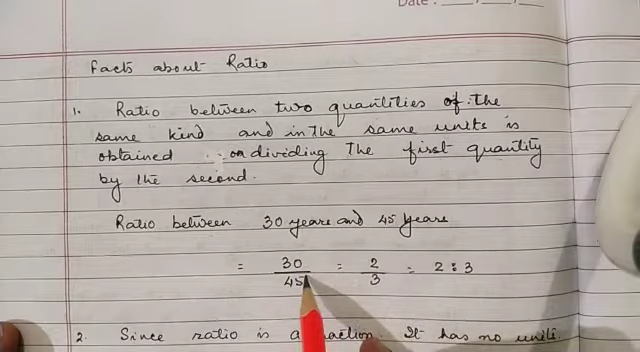 Date :
Facts about Ratio
1. Ratio between two quantities of the
same kind and in the same units is
obtained on dividing The first quantity
by the second.
Ratio between 30 years and 45 years
= 30/45 = 2/3 = 2:3
2. Since ratio is a fraction. It has no units.